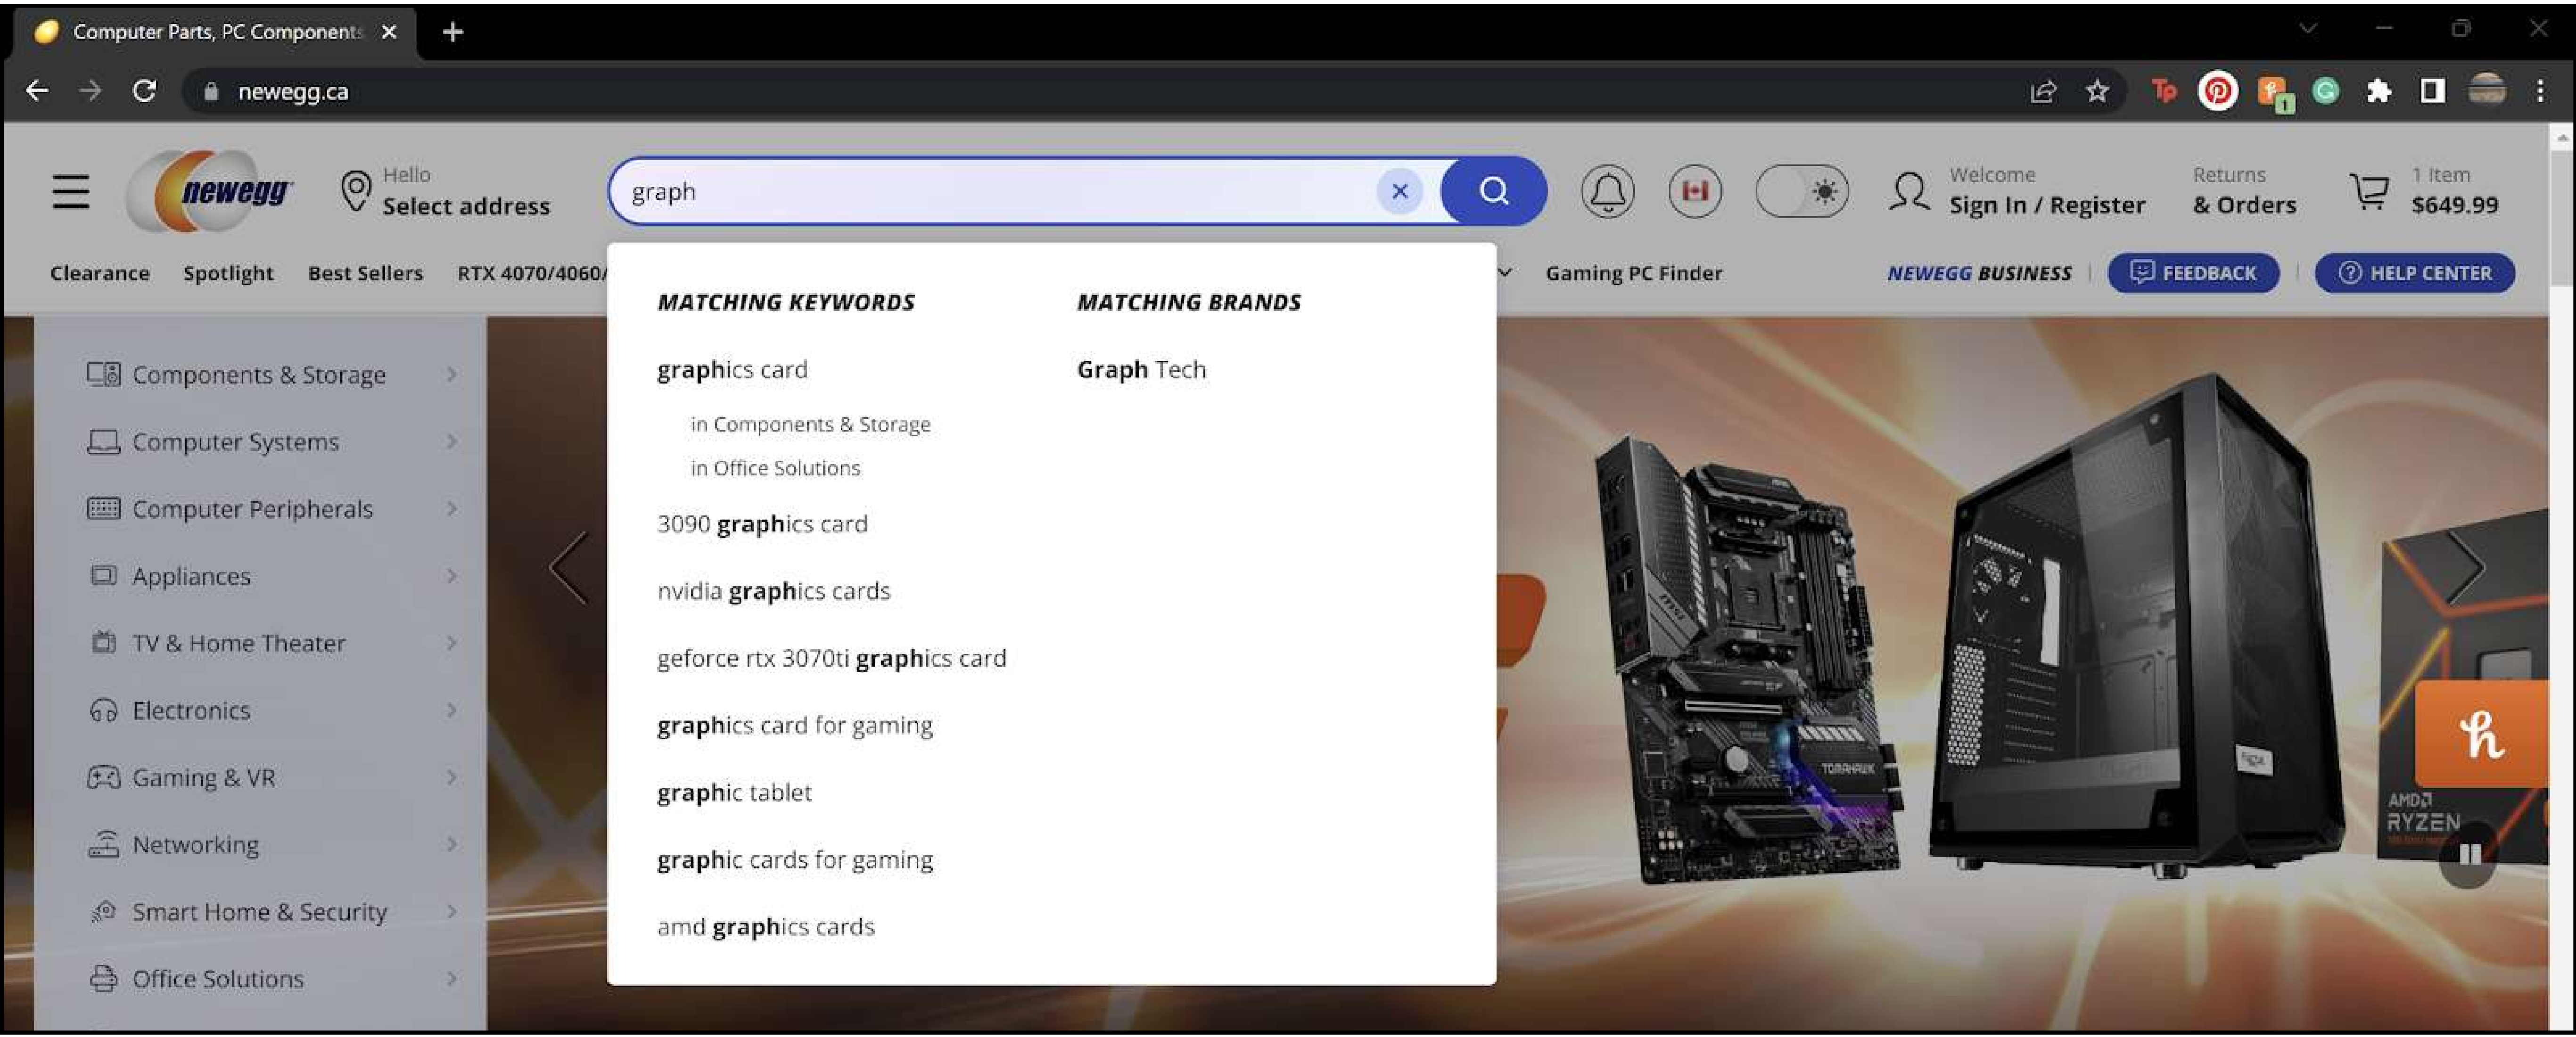 Computer Parts, PC Components
newegg.ca
1
newegg
Hello
Select address
graph
Welcome
Sign In / Register
Returns
& Orders
1 Item
$649.99
Clearance
Spotlight
Best Sellers
RTX 4070/4060/
Gaming PC Finder
NEWEGG BUSINESS
FEEDBACK
HELP CENTER
Components & Storage
Computer Systems
Computer Peripherals
Appliances
TV & Home Theater
Electronics
Gaming & VR
Networking
Smart Home & Security
Office Solutions
MATCHING KEYWORDS
graphics card
in Components & Storage
in Office Solutions
3090 graphics card
nvidia graphics cards
geforce rtx 3070ti graphics card
graphics card for gaming
graphic tablet
graphic cards for gaming
amd graphics cards
MATCHING BRANDS
Graph Tech
TOMAHAWK
h
AMD
RYZEN